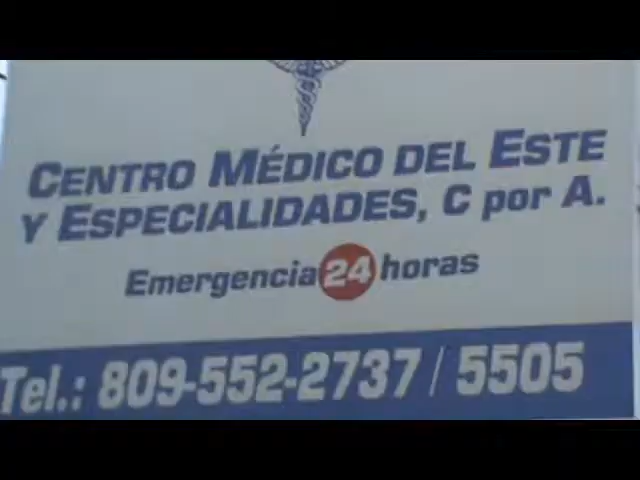 CENTRO MÉDICO DEL ESTE
Y ESPECIALIDADES, C por A.
Emergencia 24 horas
Tel.: 809-552-2737 / 5505